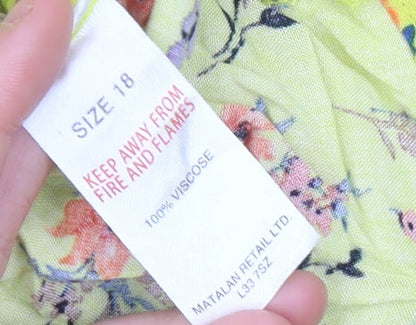 SIZE 18
KEEP AWAY FROM
FIRE AND FLAMES
100% VISCOSE
MATALAN RETAIL LTD.
L33 7SZ